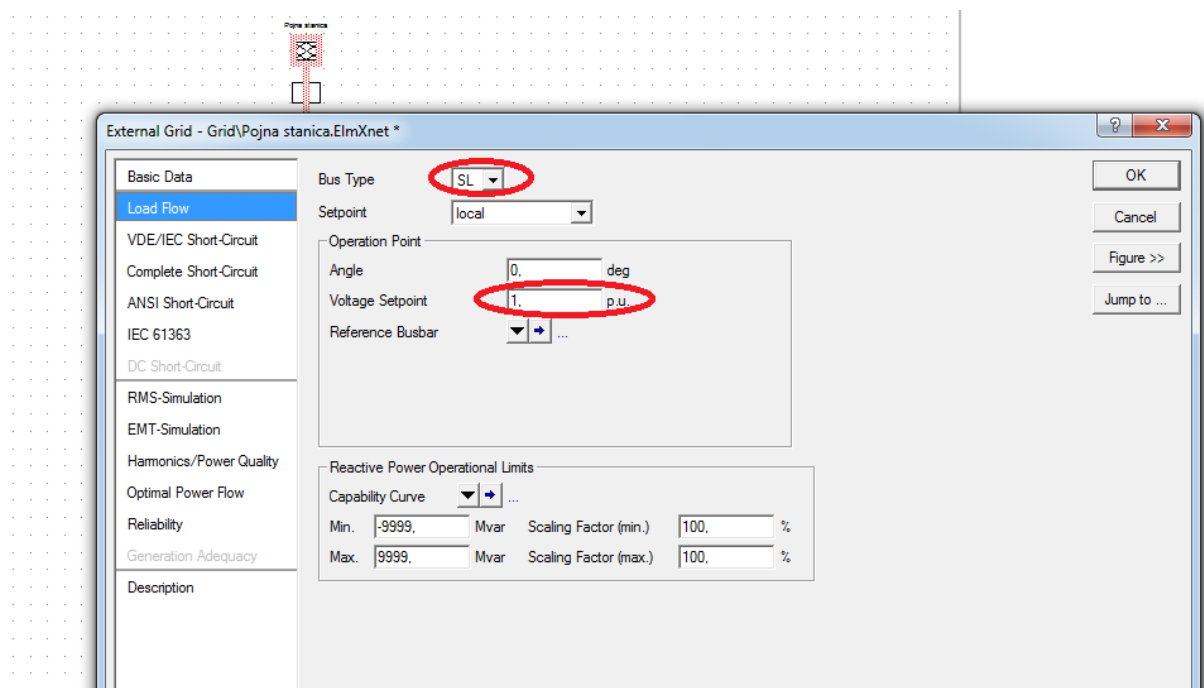 Pojna stanica
External Grid - Grid\Pojna stanica.ElmXnet *
?
Basic Data
Load Flow
VDE/IEC Short-Circuit
Complete Short-Circuit
ANSI Short-Circuit
IEC 61363
DC Short-Circuit
RMS-Simulation
EMT-Simulation
Harmonics/Power Quality
Optimal Power Flow
Reliability
Generation Adequacy
Description
Bus Type SL
Setpoint local
Operation Point
Angle 0, deg
Voltage Setpoint 1, p.u.
Reference Busbar ...
Reactive Power Operational Limits
Capability Curve ...
Min. -9999, Mvar Scaling Factor (min.) 100, %
Max. 9999, Mvar Scaling Factor (max.) 100, %
OK
Cancel
Figure >>
Jump to ...